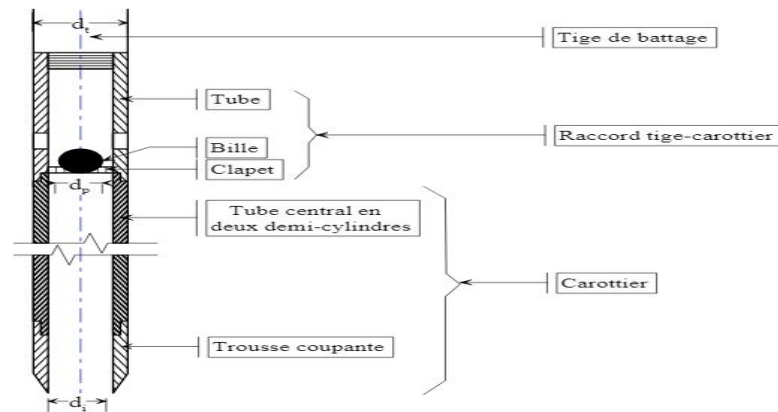 d_t
Tige de battage
Tube
Raccord tige-carottier
Bille
Clapet
d_p
Tube central en
deux demi-cylindres
Carottier
Trousse coupante
d_i